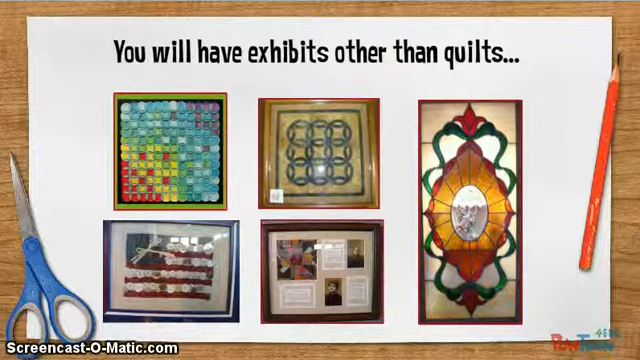 You will have exhibits other than quilts...
Screencast-O-Matic.com